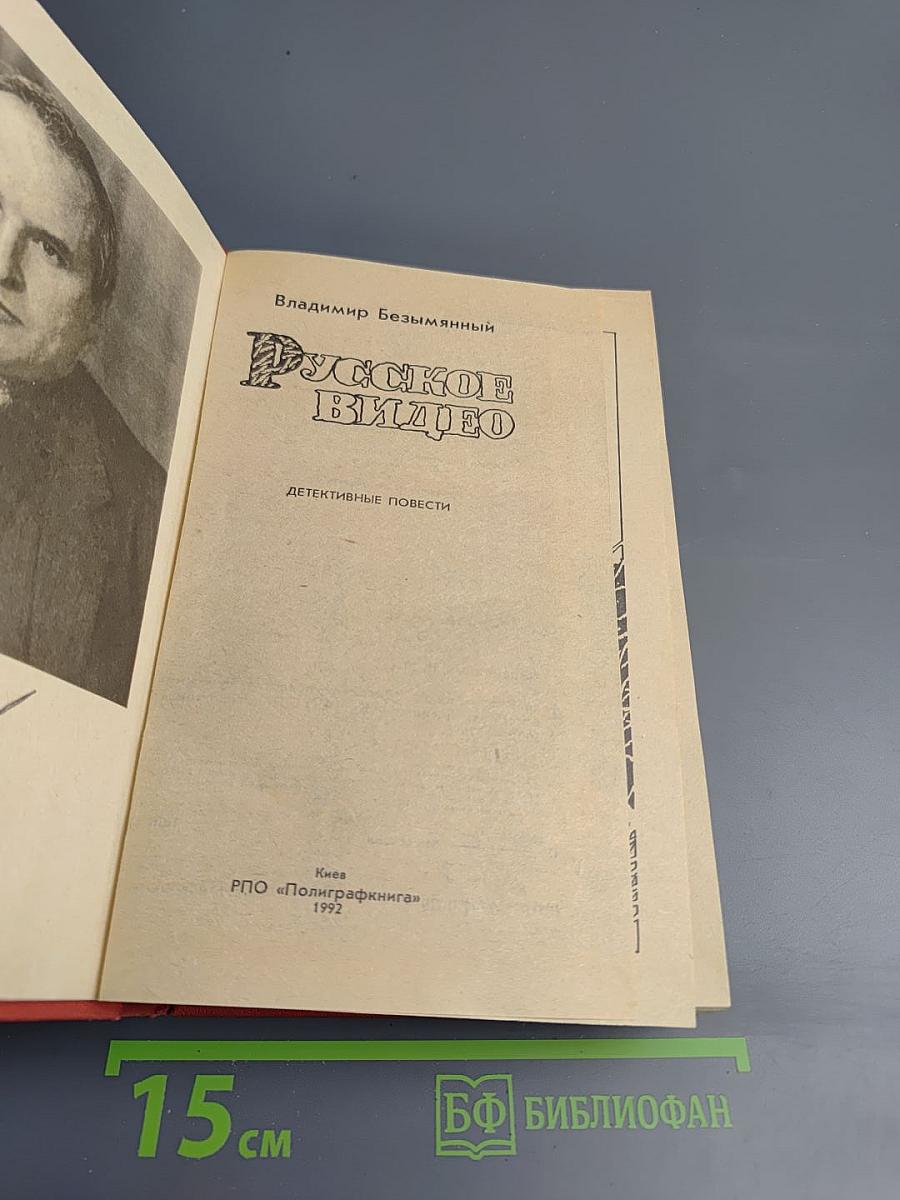 Владимир Безымянный
Русское
видео
ДЕТЕКТИВНЫЕ ПОВЕСТИ
Киев
РПО «Полиграфкнига»
1992
15 см
БФ БИБЛИОФАН